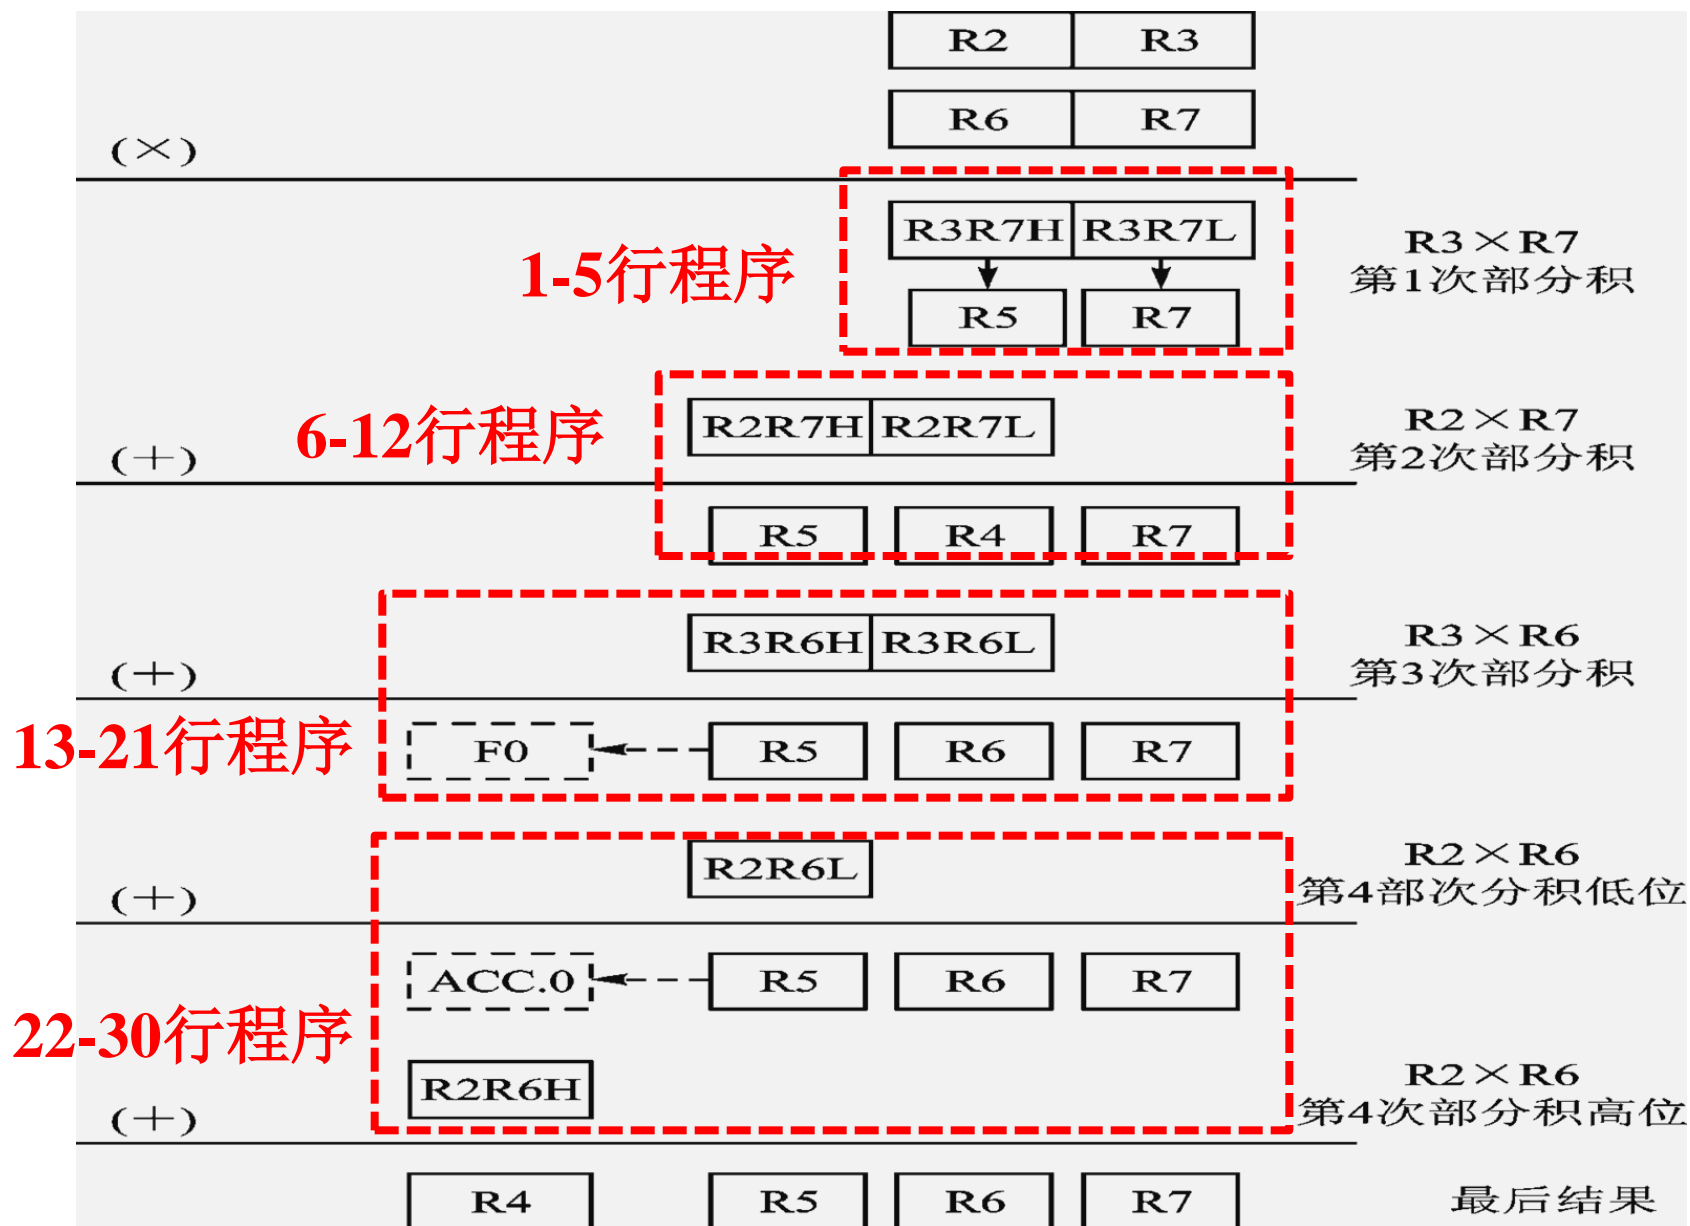 R2 R3
R6 R7
(×)
R3R7H R3R7L
R3×R7
1-5行程序
第1次部分积
R5 R7
6-12行程序
R2R7H R2R7L
R2×R7
(+)
第2次部分积
R5 R4 R7
R3R6H R3R6L
R3×R6
(+)
第3次部分积
13-21行程序
F0 R5 R6 R7
R2R6L
R2×R6
(+)
第4部次分积低位
ACC.0 R5 R6 R7
22-30行程序
R2R6H
R2×R6
(+)
第4次部分积高位
R4 R5 R6 R7 最后结果